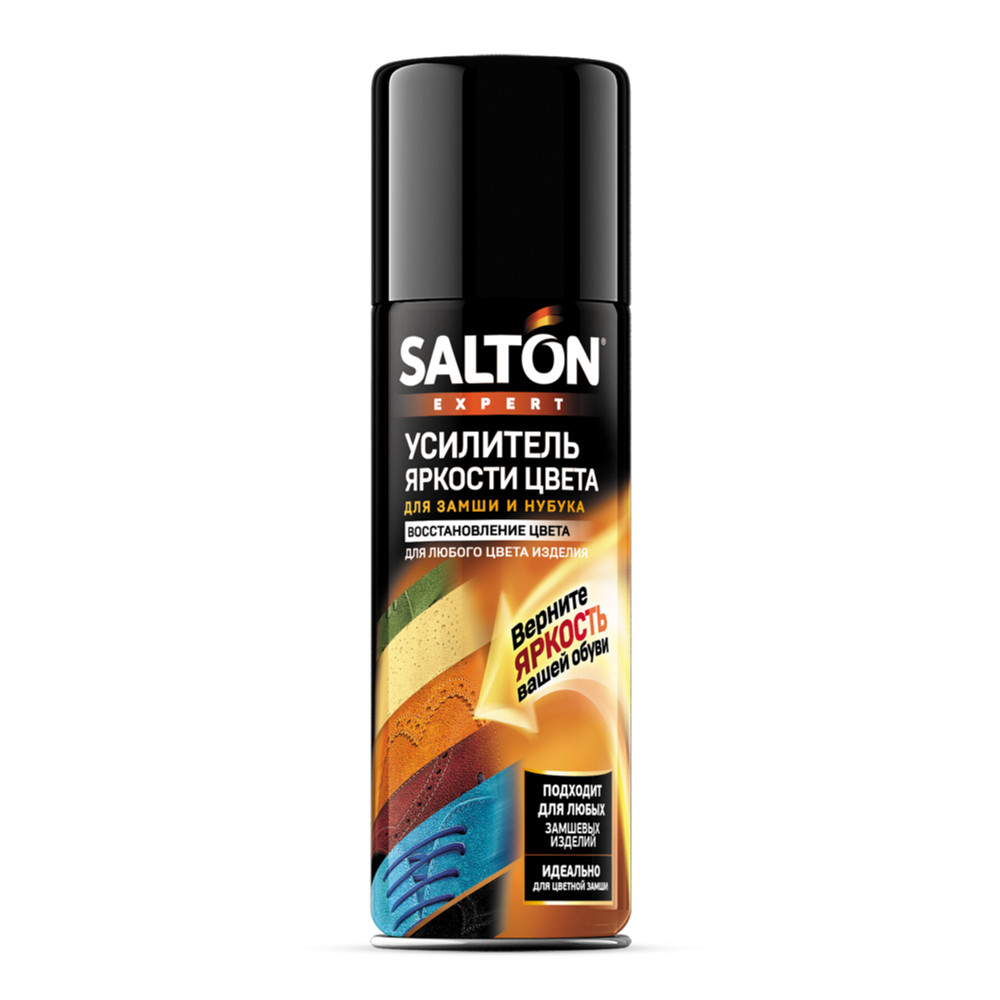 SALTON®
EXPERT
УСИЛИТЕЛЬ
ЯРКОСТИ ЦВЕТА
ДЛЯ ЗАМШИ И НУБУКА
ВОССТАНОВЛЕНИЕ ЦВЕТА
ДЛЯ ЛЮБОГО ЦВЕТА ИЗДЕЛИЯ
Верните
ЯРКОСТЬ
вашей обуви
ПОДХОДИТ
ДЛЯ ЛЮБЫХ
ЗАМШЕВЫХ
ИЗДЕЛИЙ
ИДЕАЛЬНО
ДЛЯ ЦВЕТНОЙ ЗАМШИ